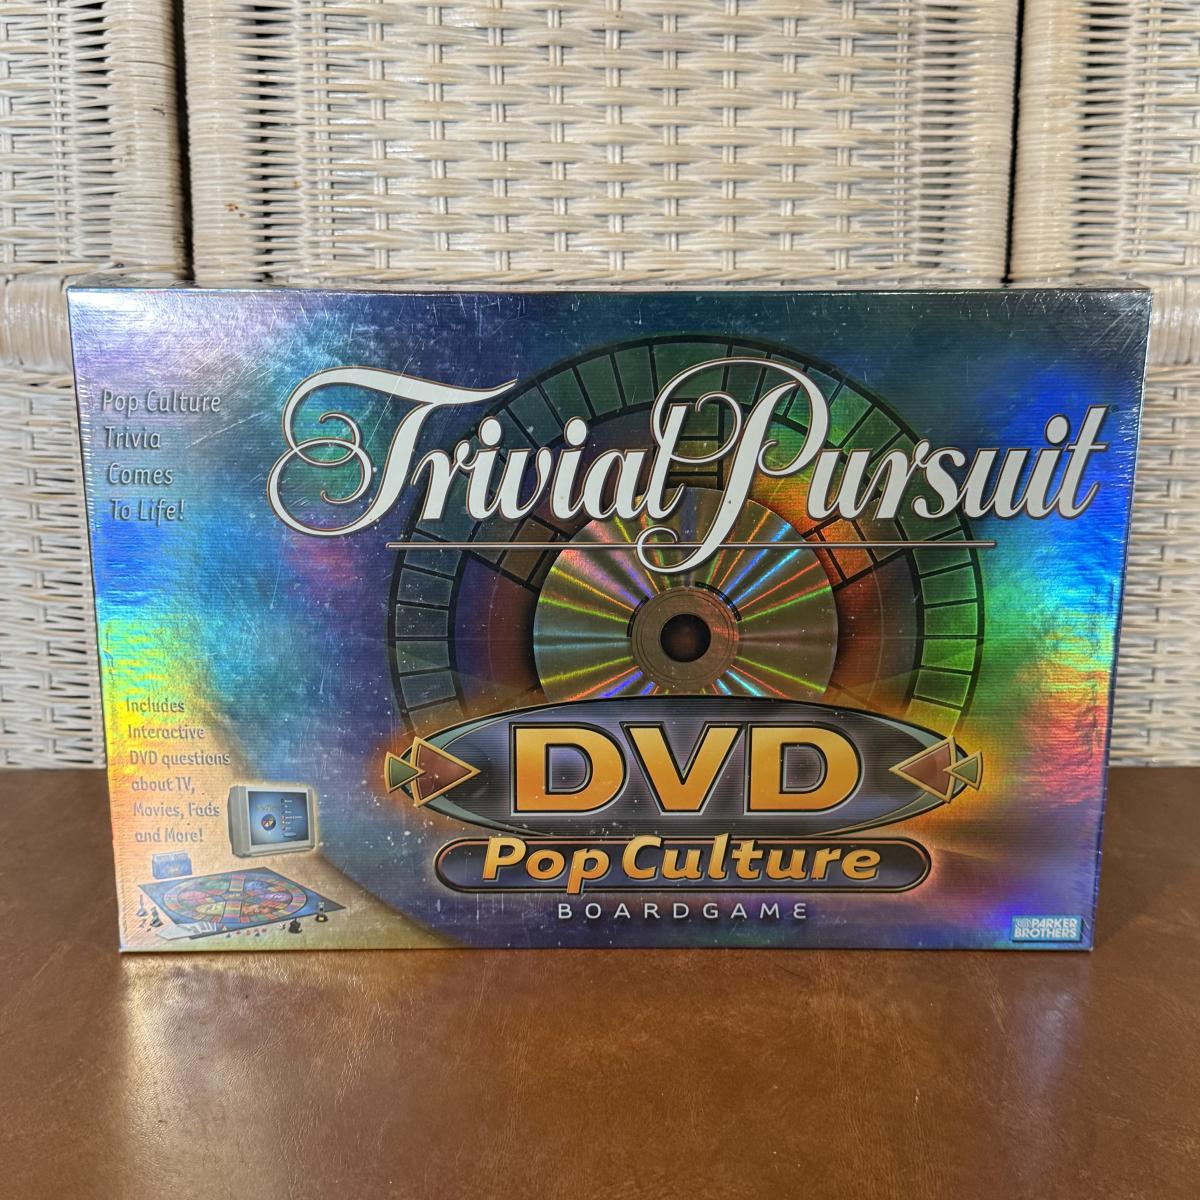 Pop Culture
Trivia
Comes
To Life!
Trivial Pursuit
Includes
Interactive
DVD questions
about TV,
Movies, Fads
and More!
DVD
Pop Culture
BOARDGAME
PARKER
BROTHERS